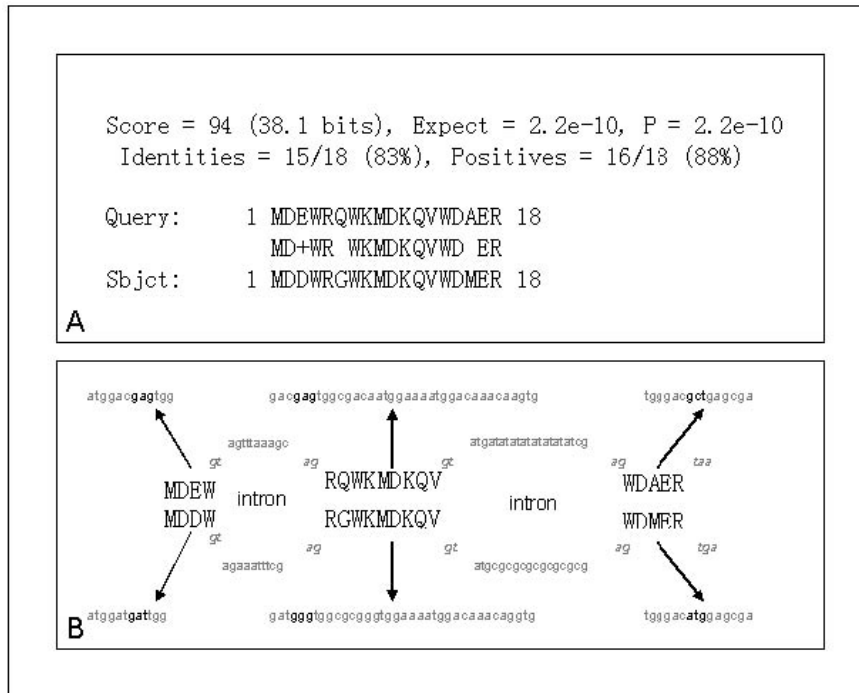 Score = 94 (38.1 bits), Expect = 2.2e-10, P = 2.2e-10
Identities = 15/18 (83%), Positives = 16/18 (88%)
Query: 1 MDEWRQWKMDKQVWDAER 18
MD+WR WKMDKQVWD ER
Sbjct: 1 MDDWRGWKMDKQVWDMER 18
A
atggacgagtgg gacgagtggcgacaatggaaaatggacaaacaagtg tgggacgctgagcga
agtttaaagc atgatatatatatatatatcg
gt ag gt ag taa
MDEW intron RQWKMDKQV intron WDAER
MDDW RGWKMDKQV WDMER
gt ag gt ag tga
agaaatttcg atgcgcgcgcgcgcgcg
atggatgattgg gatgggtggcgcgggtggaaaatggacaaacaggtg tgggacatggagcga
B